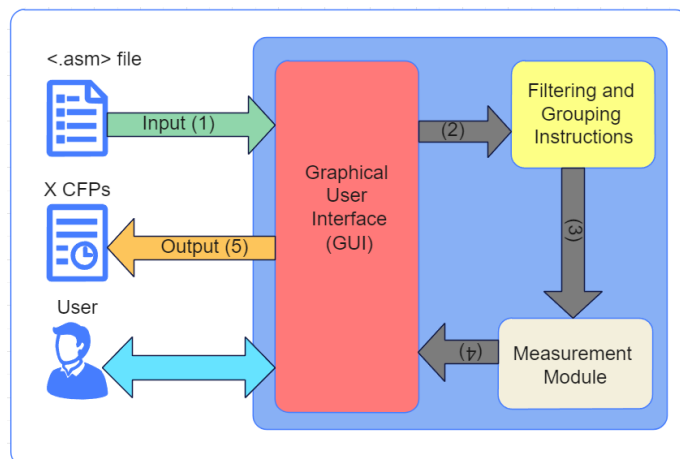 <.asm> file
Input (1)
X CFPs
Output (5)
User
Graphical
User
Interface
(GUI)
(2)
Filtering and
Grouping
Instructions
(3)
(4)
Measurement
Module